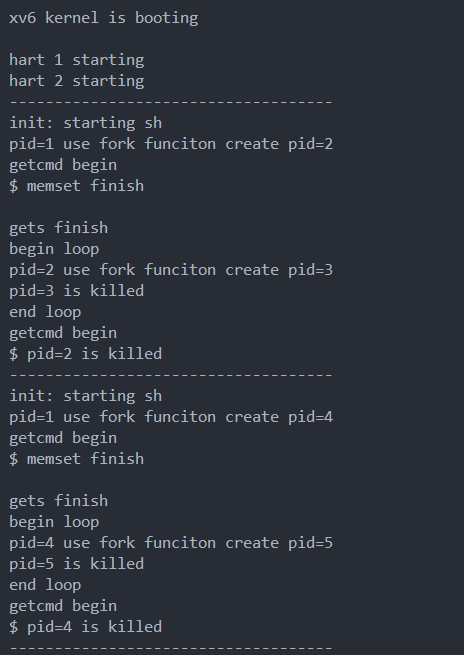 xv6 kernel is booting
hart 1 starting
hart 2 starting
------------------------------------
init: starting sh
pid=1 use fork funciton create pid=2
getcmd begin
$ memset finish
gets finish
begin loop
pid=2 use fork funciton create pid=3
pid=3 is killed
end loop
getcmd begin
$ pid=2 is killed
------------------------------------
init: starting sh
pid=1 use fork funciton create pid=4
getcmd begin
$ memset finish
gets finish
begin loop
pid=4 use fork funciton create pid=5
pid=5 is killed
end loop
getcmd begin
$ pid=4 is killed
------------------------------------